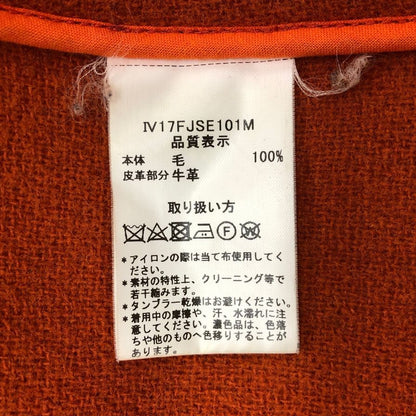 IV17FJSE101M
品質表示
本体 毛 100%
皮革部分 牛革
取り扱い方
F W
*アイロンの際は当て布使用してく
ださい。
*素材の特性上、クリーニング等で
若干縮みます。
*タンブラー乾燥はお避けください。
*着用中の摩擦や、汗、水濡れに注
意してください。濃色品は、色落
ちや他のものへ色移りすることが
あります。